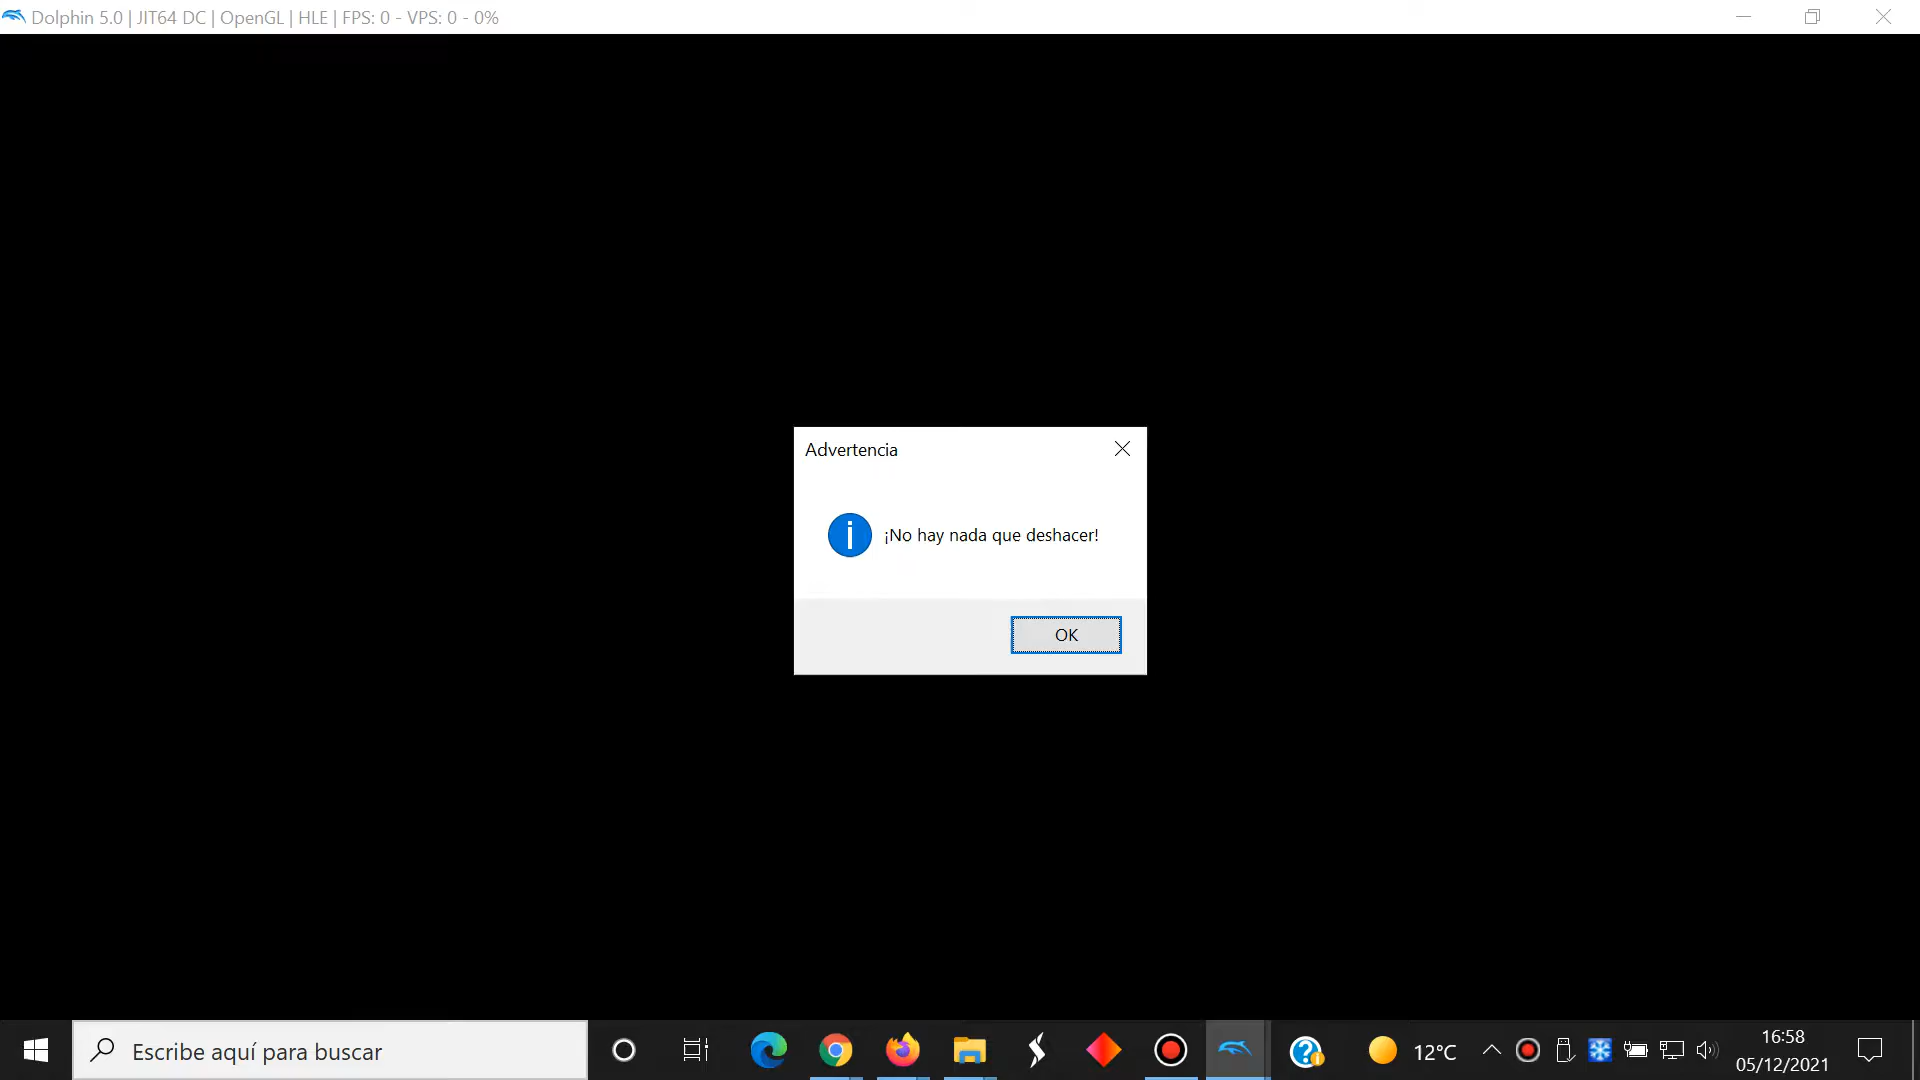 Dolphin 5.0 | JIT64 DC | OpenGL | HLE | FPS: 0 - VPS: 0 - 0%
Advertencia
¡No hay nada que deshacer!
OK
Escribe aquí para buscar
12°C
16:58
05/12/2021